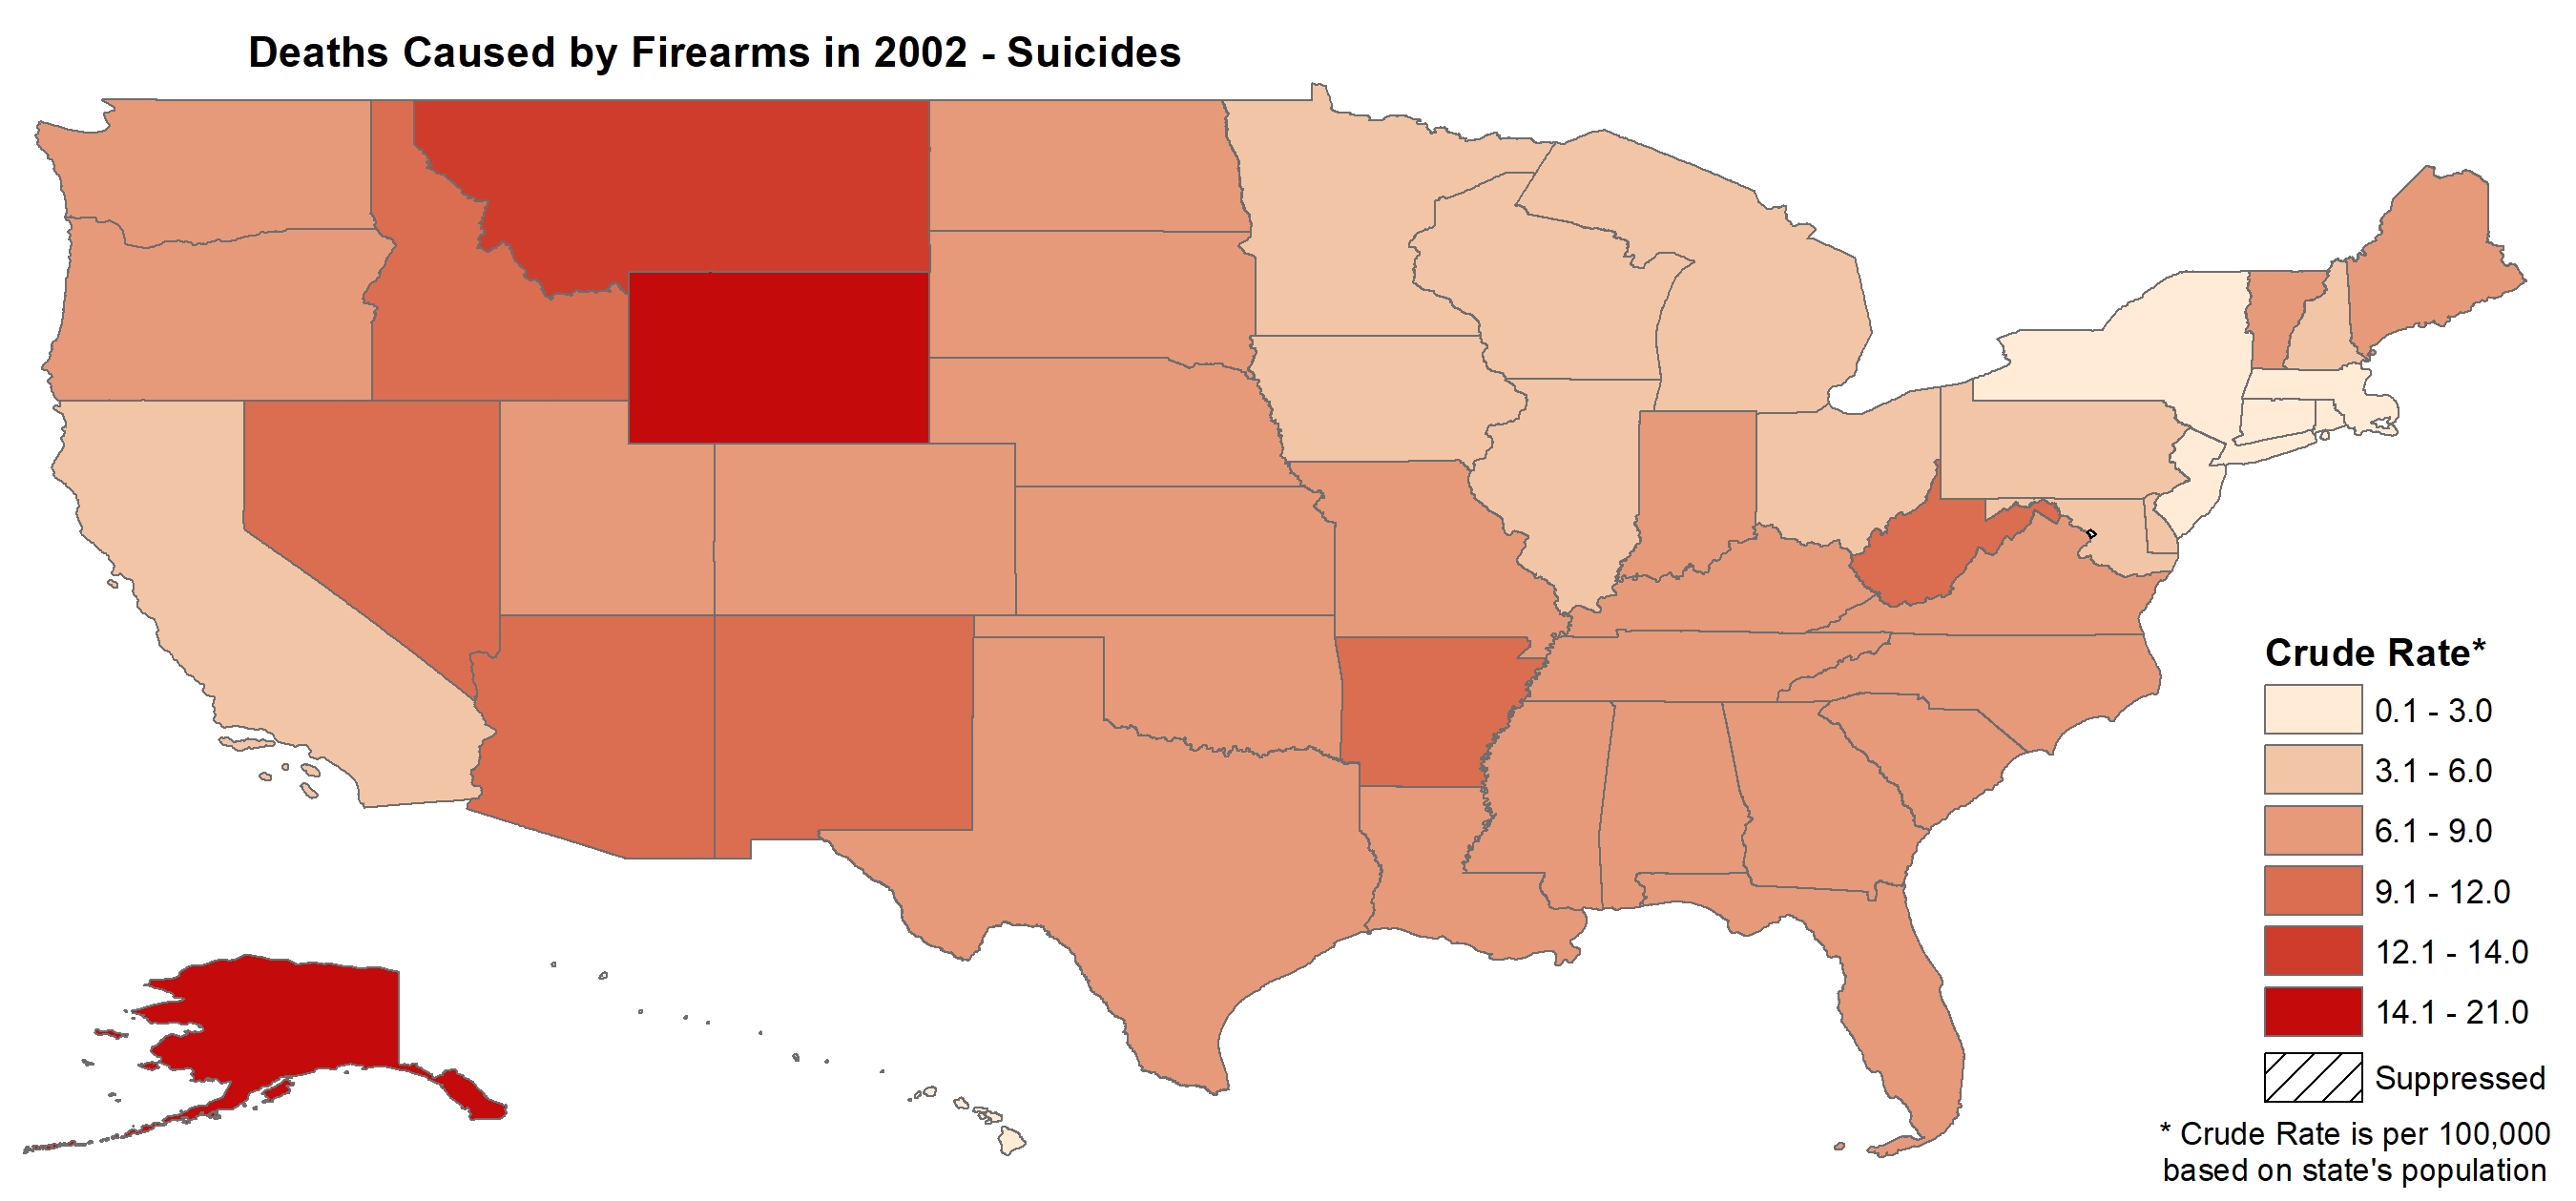 Deaths Caused by Firearms in 2002 - Suicides
Crude Rate*
0.1 - 3.0
3.1 - 6.0
6.1 - 9.0
9.1 - 12.0
12.1 - 14.0
14.1 - 21.0
Suppressed
* Crude Rate is per 100,000
based on state's population